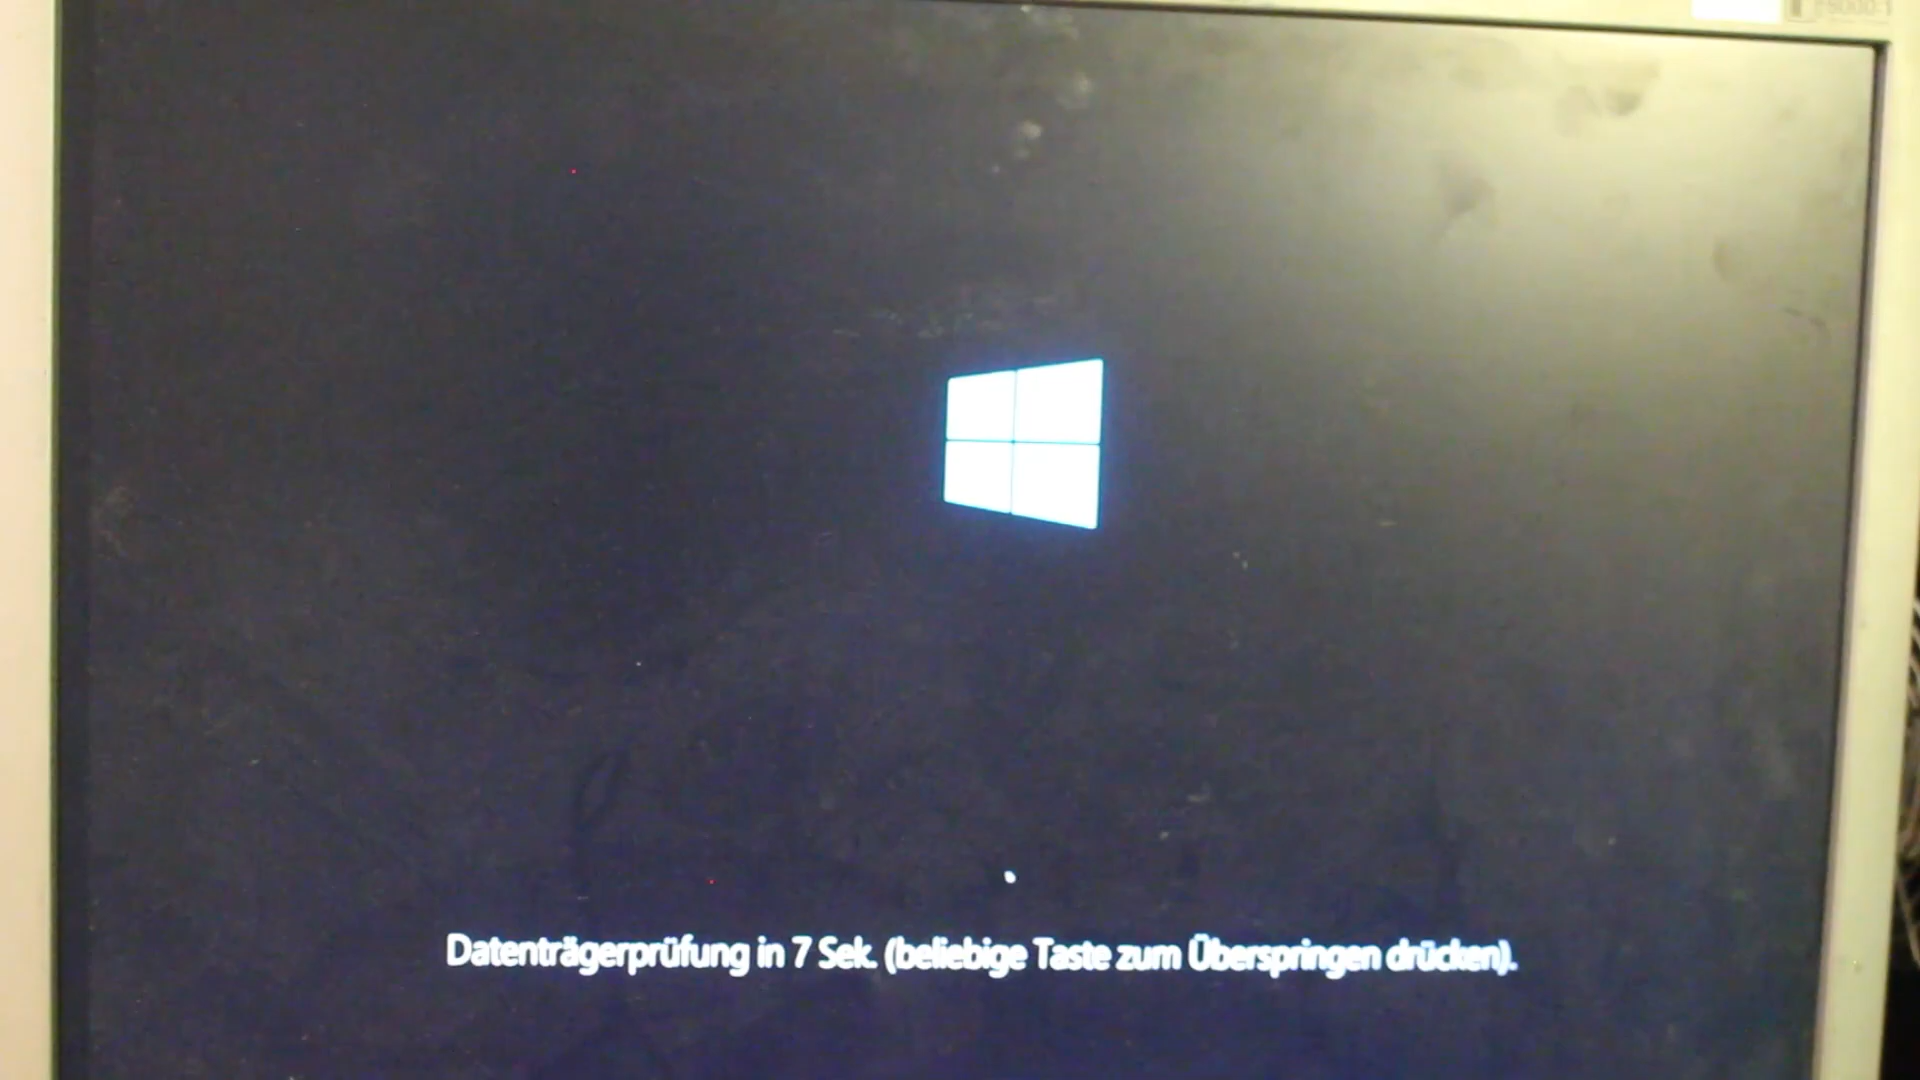 Datenträgerprüfung in 7 Sek. (beliebige Taste zum Überspringen drücken).